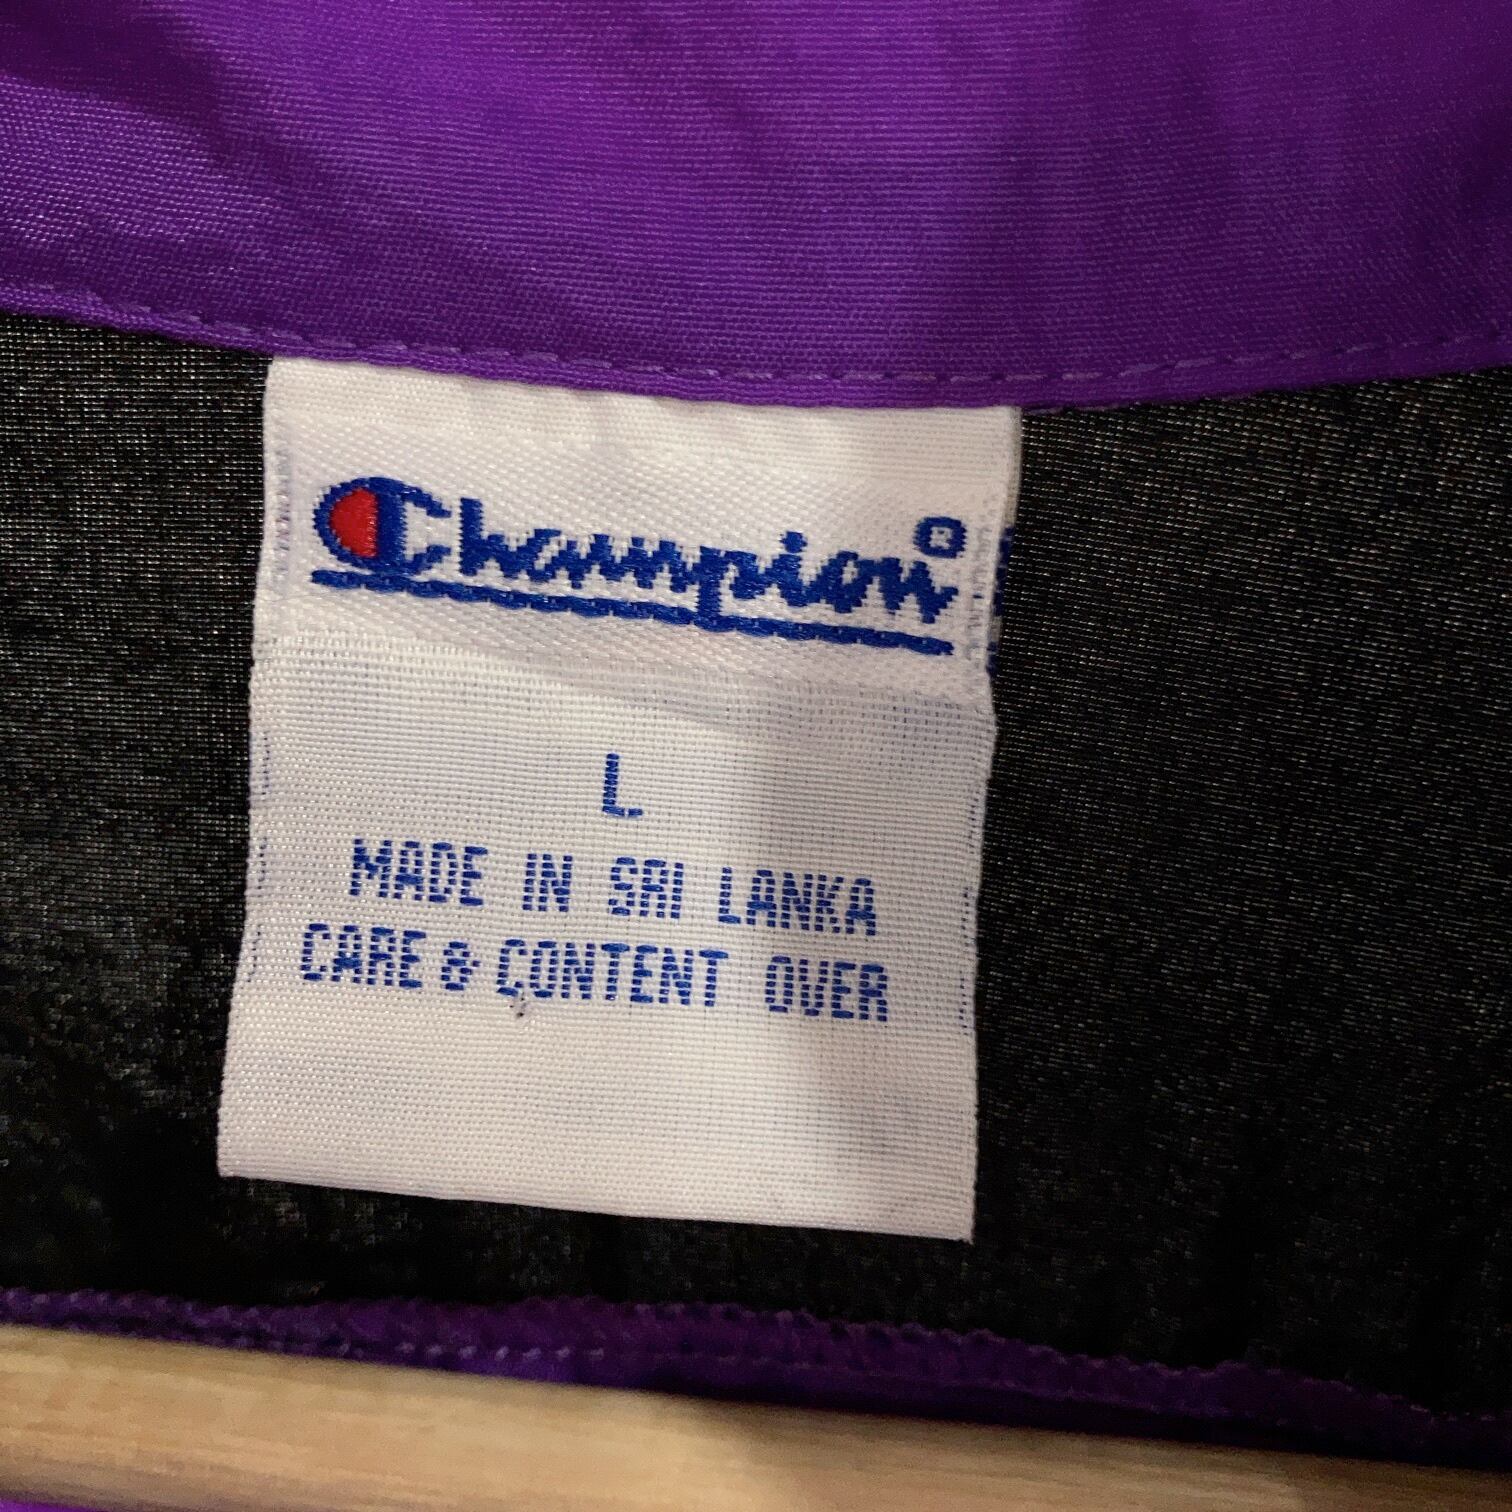 Champion®
L
MADE IN SRI LANKA
CARE & CONTENT OVER